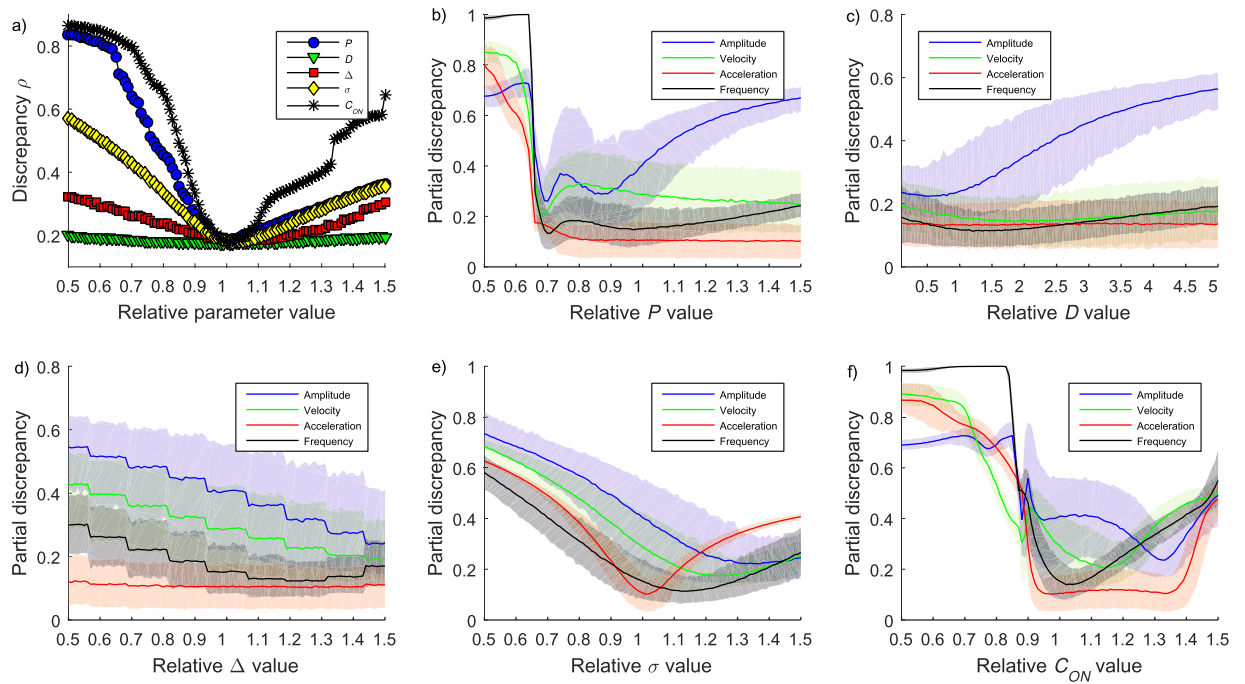 a)
Discrepancy ρ
0.8
0.6
0.4
0.2
P
D
Δ
σ
C_ON
0.5 0.6 0.7 0.8 0.9 1 1.1 1.2 1.3 1.4 1.5
Relative parameter value
b)
Partial discrepancy
1
0.8
0.6
0.4
0.2
0
Amplitude
Velocity
Acceleration
Frequency
0.5 0.6 0.7 0.8 0.9 1 1.1 1.2 1.3 1.4 1.5
Relative P value
c)
Partial discrepancy
0.8
0.6
0.4
0.2
0
Amplitude
Velocity
Acceleration
Frequency
0.5 1 1.5 2 2.5 3 3.5 4 4.5 5
Relative D value
d)
Partial discrepancy
0.8
0.6
0.4
0.2
0
Amplitude
Velocity
Acceleration
Frequency
0.5 0.6 0.7 0.8 0.9 1 1.1 1.2 1.3 1.4 1.5
Relative Δ value
e)
Partial discrepancy
1
0.8
0.6
0.4
0.2
0
Amplitude
Velocity
Acceleration
Frequency
0.5 0.6 0.7 0.8 0.9 1 1.1 1.2 1.3 1.4 1.5
Relative σ value
f)
Partial discrepancy
1
0.8
0.6
0.4
0.2
0
Amplitude
Velocity
Acceleration
Frequency
0.5 0.6 0.7 0.8 0.9 1 1.1 1.2 1.3 1.4 1.5
Relative C_ON value